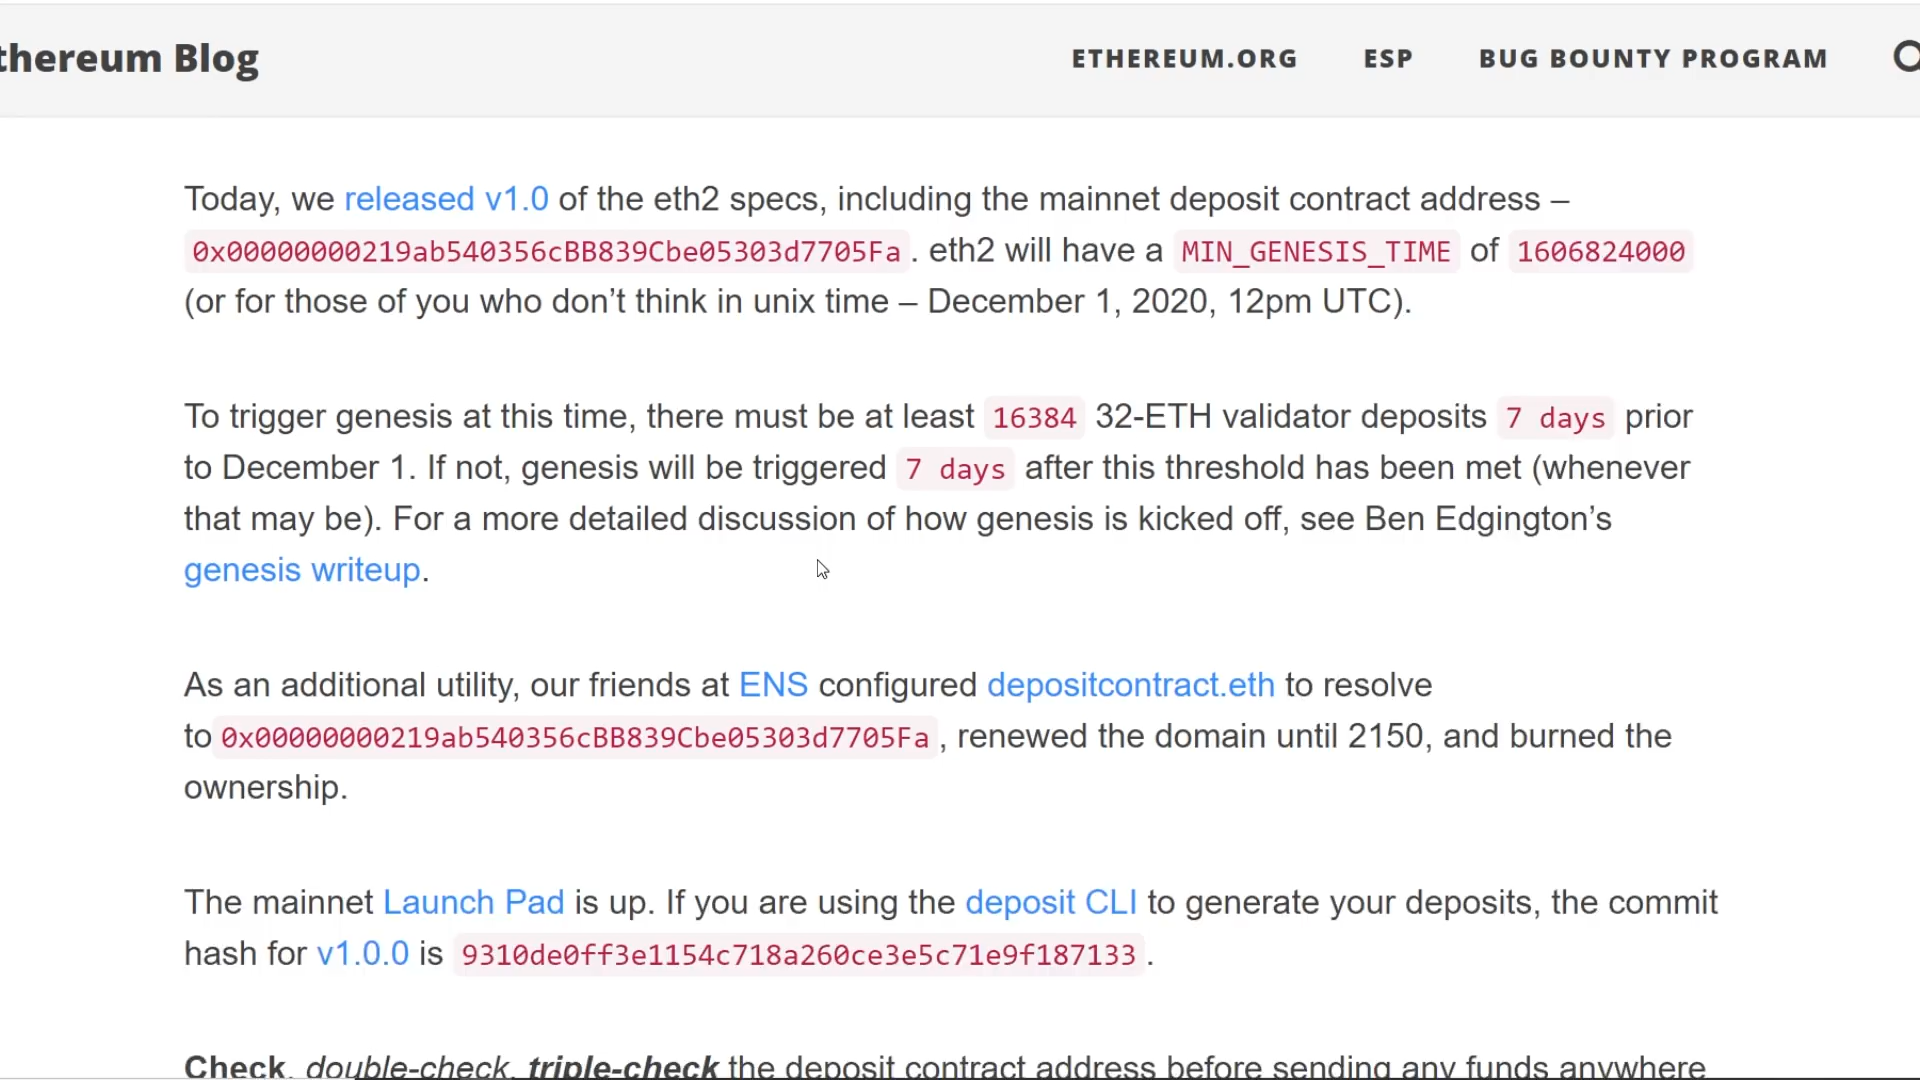 thereum Blog
ETHEREUM.ORG ESP BUG BOUNTY PROGRAM
Today, we released v1.0 of the eth2 specs, including the mainnet deposit contract address –
0x00000000219ab540356cBB839Cbe05303d7705Fa. eth2 will have a MIN_GENESIS_TIME of 1606824000
(or for those of you who don’t think in unix time – December 1, 2020, 12pm UTC).
To trigger genesis at this time, there must be at least 16384 32-ETH validator deposits 7 days prior
to December 1. If not, genesis will be triggered 7 days after this threshold has been met (whenever
that may be). For a more detailed discussion of how genesis is kicked off, see Ben Edgington’s
genesis writeup.
As an additional utility, our friends at ENS configured depositcontract.eth to resolve
to 0x00000000219ab540356cBB839Cbe05303d7705Fa, renewed the domain until 2150, and burned the
ownership.
The mainnet Launch Pad is up. If you are using the deposit CLI to generate your deposits, the commit
hash for v1.0.0 is 9310de0ff3e1154c718a260ce3e5c71e9f187133.
Check, double-check, triple-check the deposit contract address before sending any funds anywhere